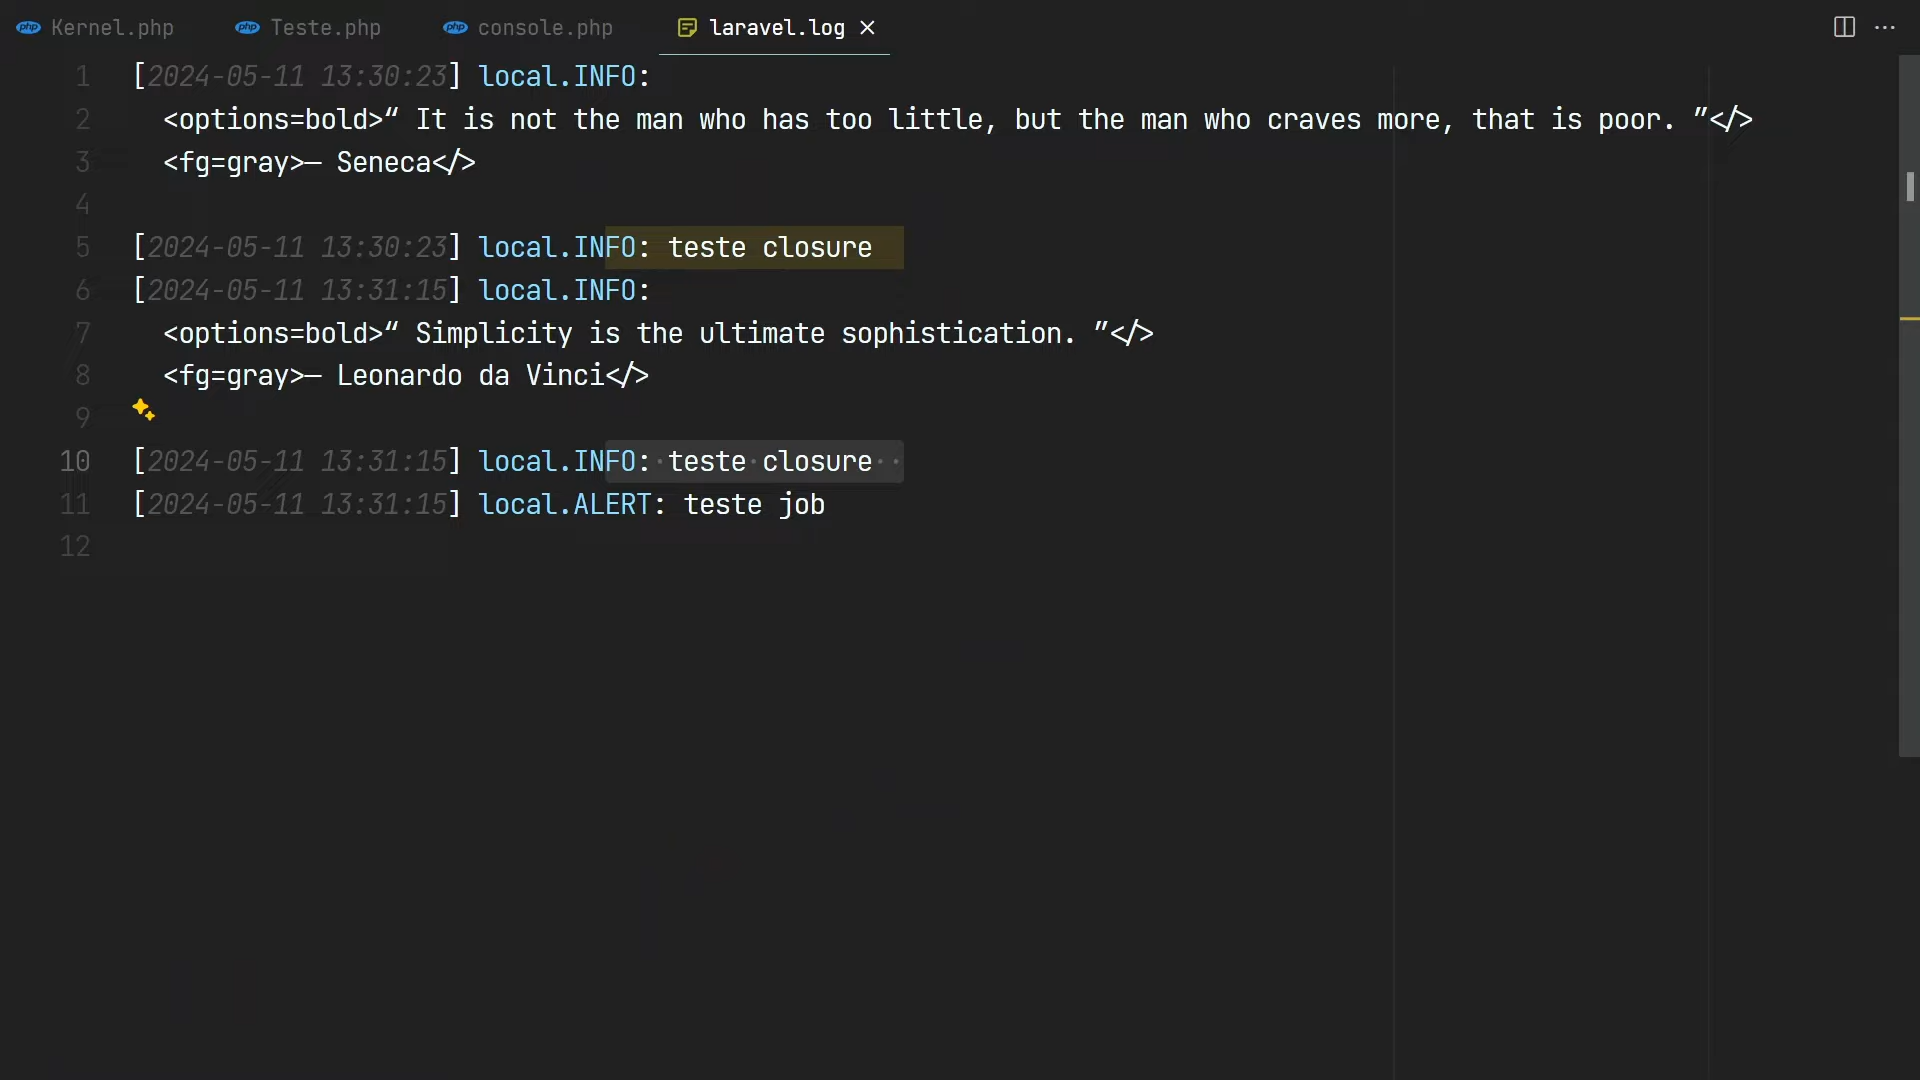 Kernel.php Teste.php console.php laravel.log
1 [2024-05-11 13:30:23] local.INFO:
2 <options=bold>“ It is not the man who has too little, but the man who craves more, that is poor. ”</>
3 <fg=gray>— Seneca</>
4
5 [2024-05-11 13:30:23] local.INFO: teste closure
6 [2024-05-11 13:31:15] local.INFO:
7 <options=bold>“ Simplicity is the ultimate sophistication. ”</>
8 <fg=gray>— Leonardo da Vinci</>
9
10 [2024-05-11 13:31:15] local.INFO: teste closure
11 [2024-05-11 13:31:15] local.ALERT: teste job
12